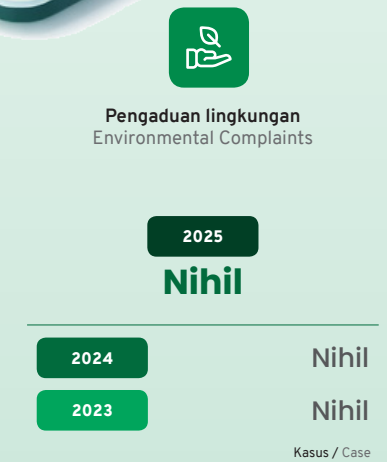 Pengaduan lingkungan
Environmental Complaints
2025
Nihil
2024 Nihil
2023 Nihil
Kasus / Case